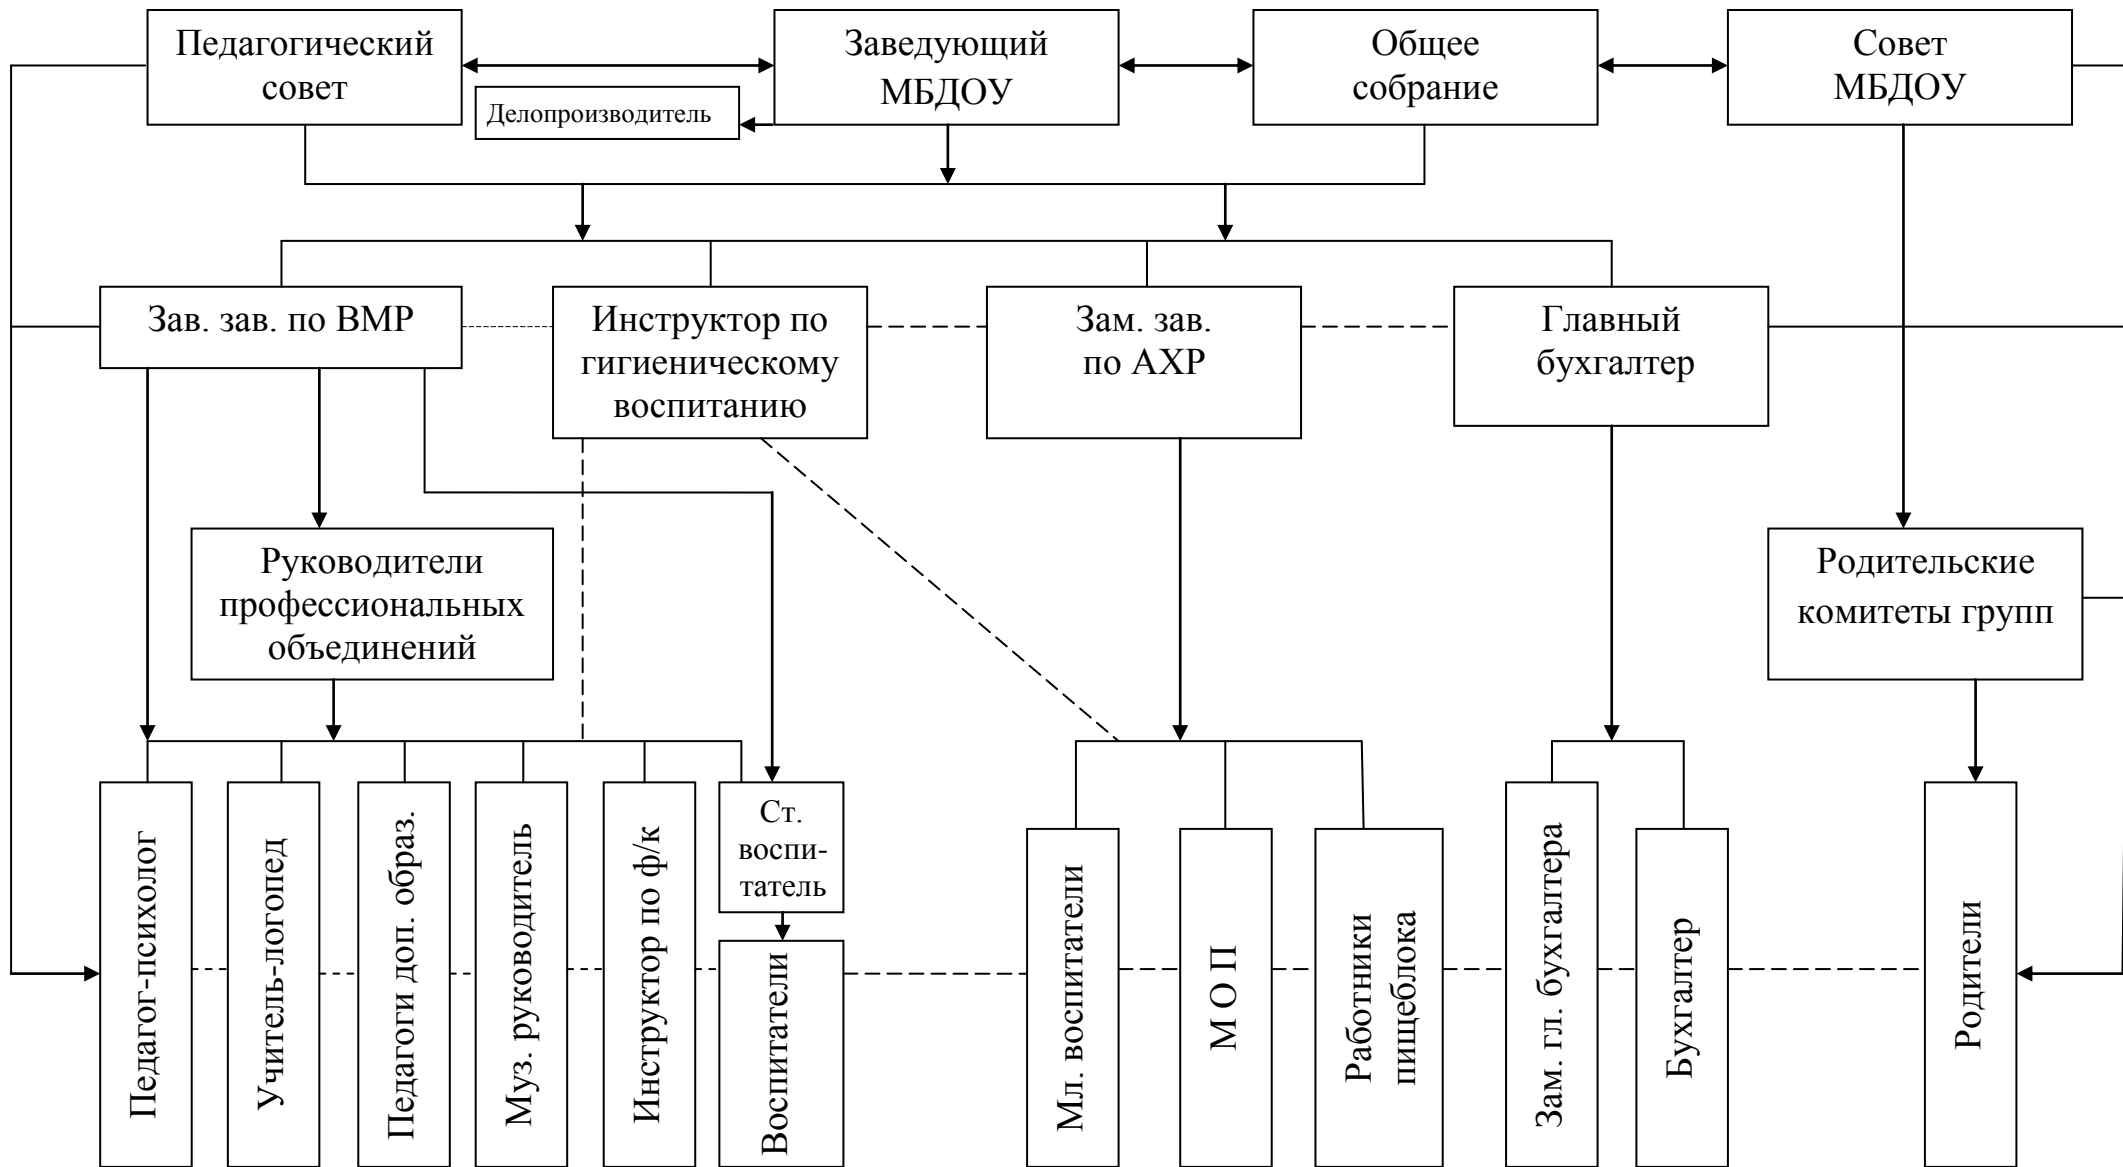 Педагогический
совет
Заведующий
МБДОУ
Общее
собрание
Совет
МБДОУ
Делопроизводитель
Зав. зав. по ВМР
Инструктор по
гигиеническому
воспитанию
Зам. зав.
по АХР
Главный
бухгалтер
Руководители
профессиональных
объединений
Родительские
комитеты групп
Педагог-психолог
Учитель-логопед
Педагоги доп. образ.
Муз. руководитель
Инструктор по ф/к
Ст.
воспи-
татель
Воспитатели
Мл. воспитатели
М О П
Работники
пищеблока
Зам. гл. бухгалтера
Бухгалтер
Родители